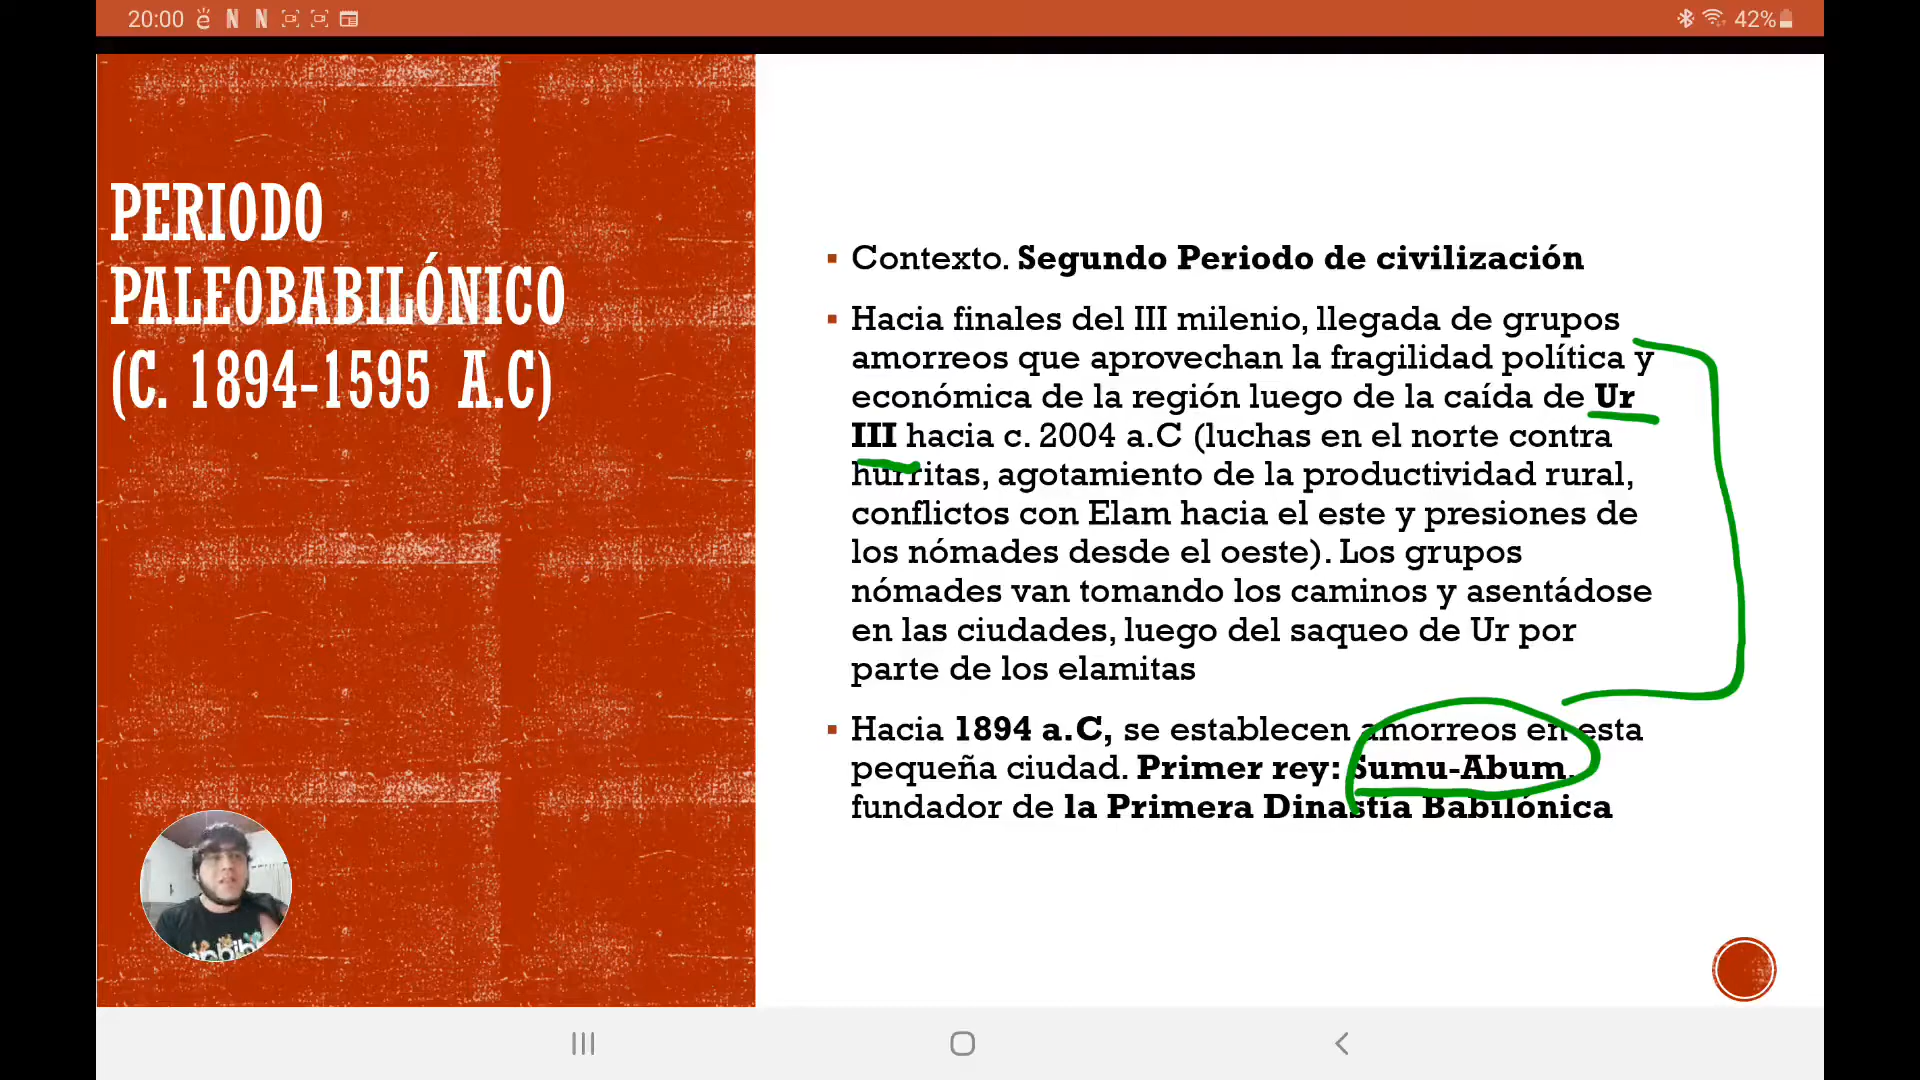 20:00
42%
PERIODO
PALEOBABILÓNICO
(C. 1894-1595 A.C)
Contexto. Segundo Periodo de civilización
Hacia finales del III milenio, llegada de grupos
amorreos que aprovechan la fragilidad política y
económica de la región luego de la caída de Ur
III hacia c. 2004 a.C (luchas en el norte contra
hurritas, agotamiento de la productividad rural,
conflictos con Elam hacia el este y presiones de
los nómades desde el oeste). Los grupos
nómades van tomando los caminos y asentádose
en las ciudades, luego del saqueo de Ur por
parte de los elamitas
Hacia 1894 a.C, se establecen amorreos en esta
pequeña ciudad. Primer rey: Sumu-Abum,
fundador de la Primera Dinastía Babilónica